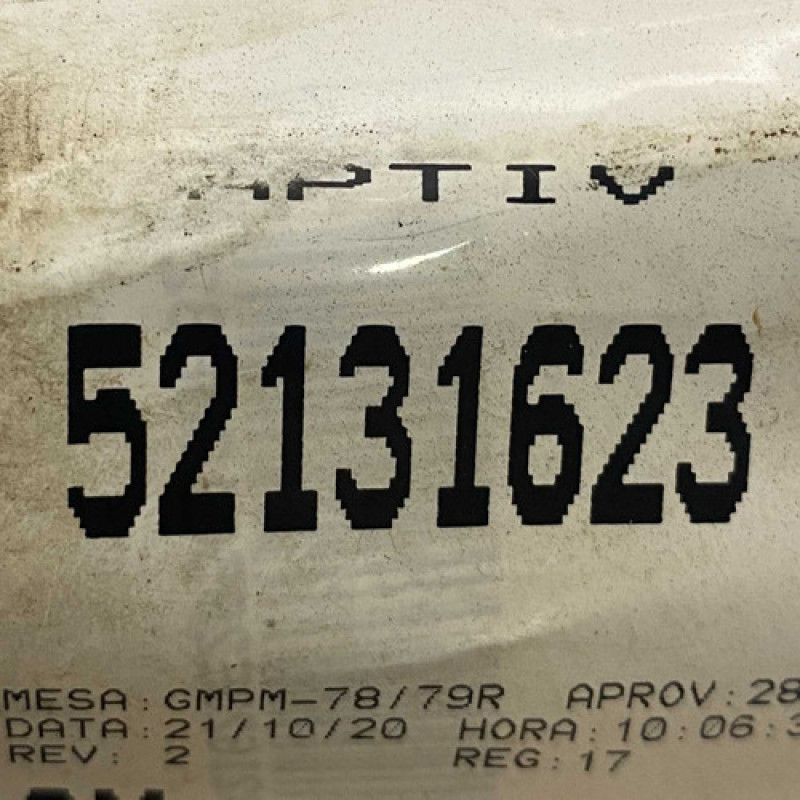 APTIV
52131623
MESA: GMPM-78/79R APROV: 28
DATA: 21/10/20 HORA: 10:06:3
REV: 2 REG: 17